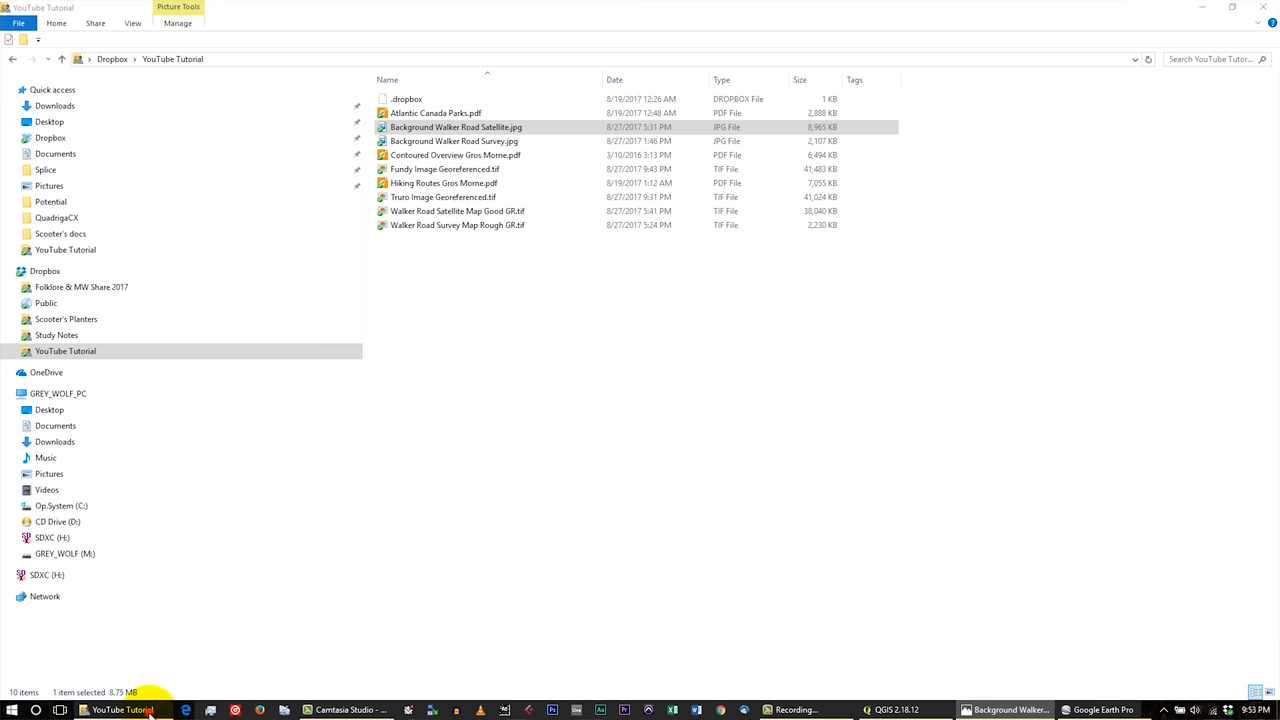 YouTube Tutorial
Picture Tools
File Home Share View Manage
Dropbox › YouTube Tutorial
Search YouTube Tutor...
Name Date Type Size Tags
.dropbox 8/19/2017 12:26 AM DROPBOX File 1 KB
Atlantic Canada Parks.pdf 8/19/2017 12:48 AM PDF File 2,888 KB
Background Walker Road Satellite.jpg 8/27/2017 5:31 PM JPG File 8,965 KB
Background Walker Road Survey.jpg 8/27/2017 1:46 PM JPG File 2,107 KB
Contoured Overview Gros Morne.pdf 3/10/2016 3:13 PM PDF File 6,494 KB
Fundy Image Georeferenced.tif 8/27/2017 9:43 PM TIF File 41,483 KB
Hiking Routes Gros Morne.pdf 8/19/2017 1:12 AM PDF File 7,055 KB
Truro Image Georeferenced.tif 8/27/2017 9:31 PM TIF File 41,024 KB
Walker Road Satellite Map Good GR.tif 8/27/2017 5:41 PM TIF File 38,040 KB
Walker Road Survey Map Rough GR.tif 8/27/2017 5:24 PM TIF File 2,230 KB
Quick access
Downloads
Desktop
Dropbox
Documents
Splice
Pictures
Potential
QuadrigaCX
Scooter's docs
YouTube Tutorial
Dropbox
Folklore & MW Share 2017
Public
Scooter's Planters
Study Notes
YouTube Tutorial
OneDrive
GREY_WOLF_PC
Desktop
Documents
Downloads
Music
Pictures
Videos
Op.System (C:)
CD Drive (D:)
SDXC (H:)
GREY_WOLF (M:)
SDXC (H:)
Network
10 items 1 item selected 8.75 MB
YouTube Tutorial
Camtasia Studio - ...
Recording...
QGIS 2.18.12
Background Walker...
Google Earth Pro
9:53 PM